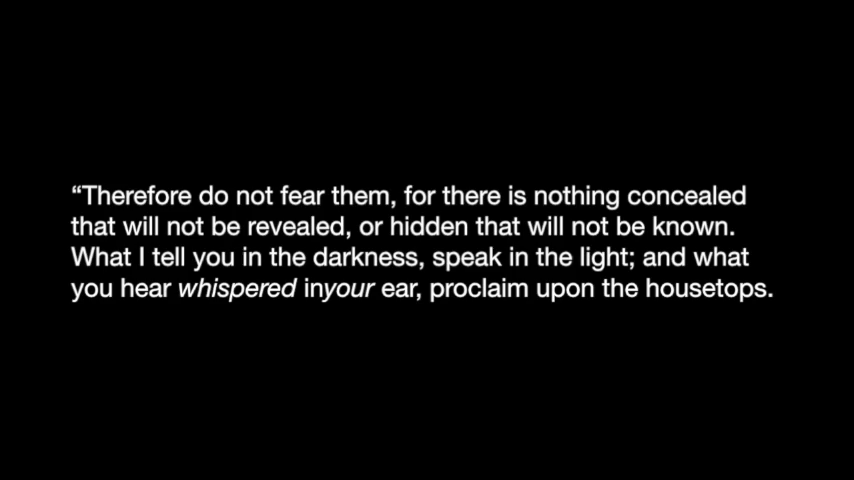 “Therefore do not fear them, for there is nothing concealed
that will not be revealed, or hidden that will not be known.
What I tell you in the darkness, speak in the light; and what
you hear whispered inyour ear, proclaim upon the housetops.